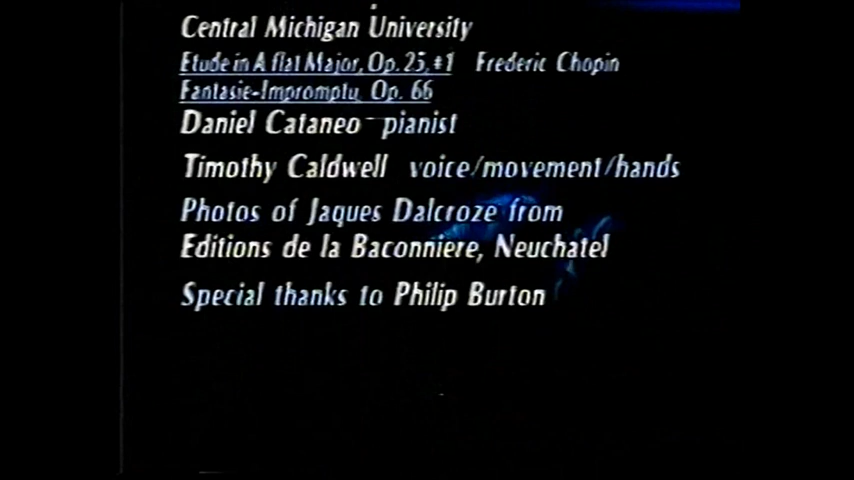 Central Michigan University
Etude in A flat Major, Op. 25, #1 Frederic Chopin
Fantasie-Impromptu, Op. 66
Daniel Cataneo pianist
Timothy Caldwell voice/movement/hands
Photos of Jaques Dalcroze from
Editions de la Baconniere, Neuchatel
Special thanks to Philip Burton